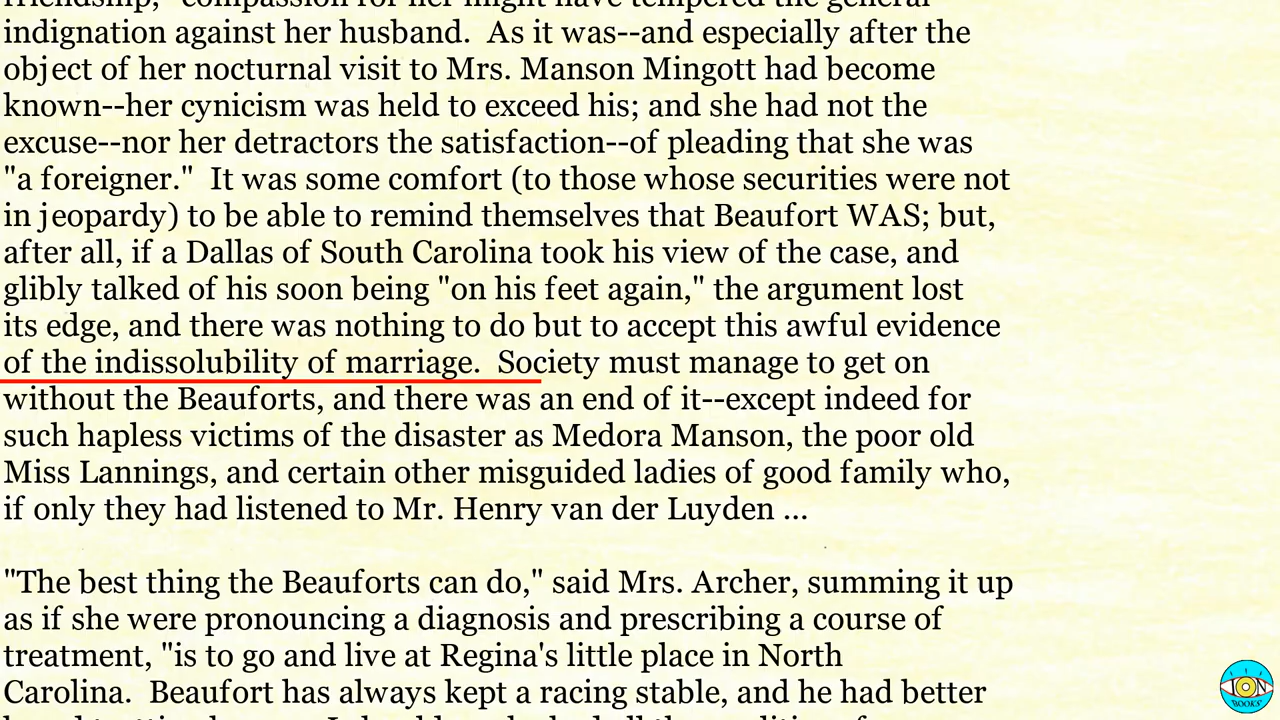 friendship," compassion for her might have tempered the general
indignation against her husband.  As it was--and especially after the
object of her nocturnal visit to Mrs. Manson Mingott had become
known--her cynicism was held to exceed his; and she had not the
excuse--nor her detractors the satisfaction--of pleading that she was
"a foreigner."  It was some comfort (to those whose securities were not
in jeopardy) to be able to remind themselves that Beaufort WAS; but,
after all, if a Dallas of South Carolina took his view of the case, and
glibly talked of his soon being "on his feet again," the argument lost
its edge, and there was nothing to do but to accept this awful evidence
of the indissolubility of marriage.  Society must manage to get on
without the Beauforts, and there was an end of it--except indeed for
such hapless victims of the disaster as Medora Manson, the poor old
Miss Lannings, and certain other misguided ladies of good family who,
if only they had listened to Mr. Henry van der Luyden ...
"The best thing the Beauforts can do," said Mrs. Archer, summing it up
as if she were pronouncing a diagnosis and prescribing a course of
treatment, "is to go and live at Regina's little place in North
Carolina.  Beaufort has always kept a racing stable, and he had better
ION
BOOKS